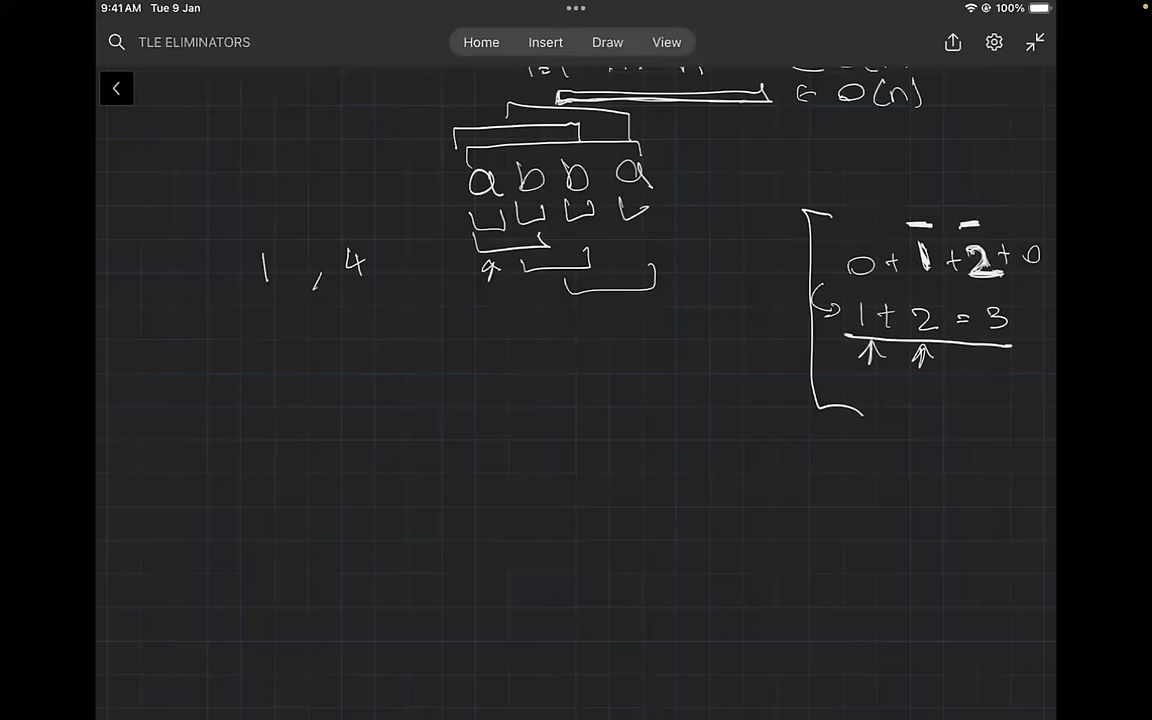 9:41 AM Tue 9 Jan 100%
TLE ELIMINATORS Home Insert Draw View
O(n)
a b b a
0 + 1 + 2 + 0
1 , 4
1 + 2 = 3